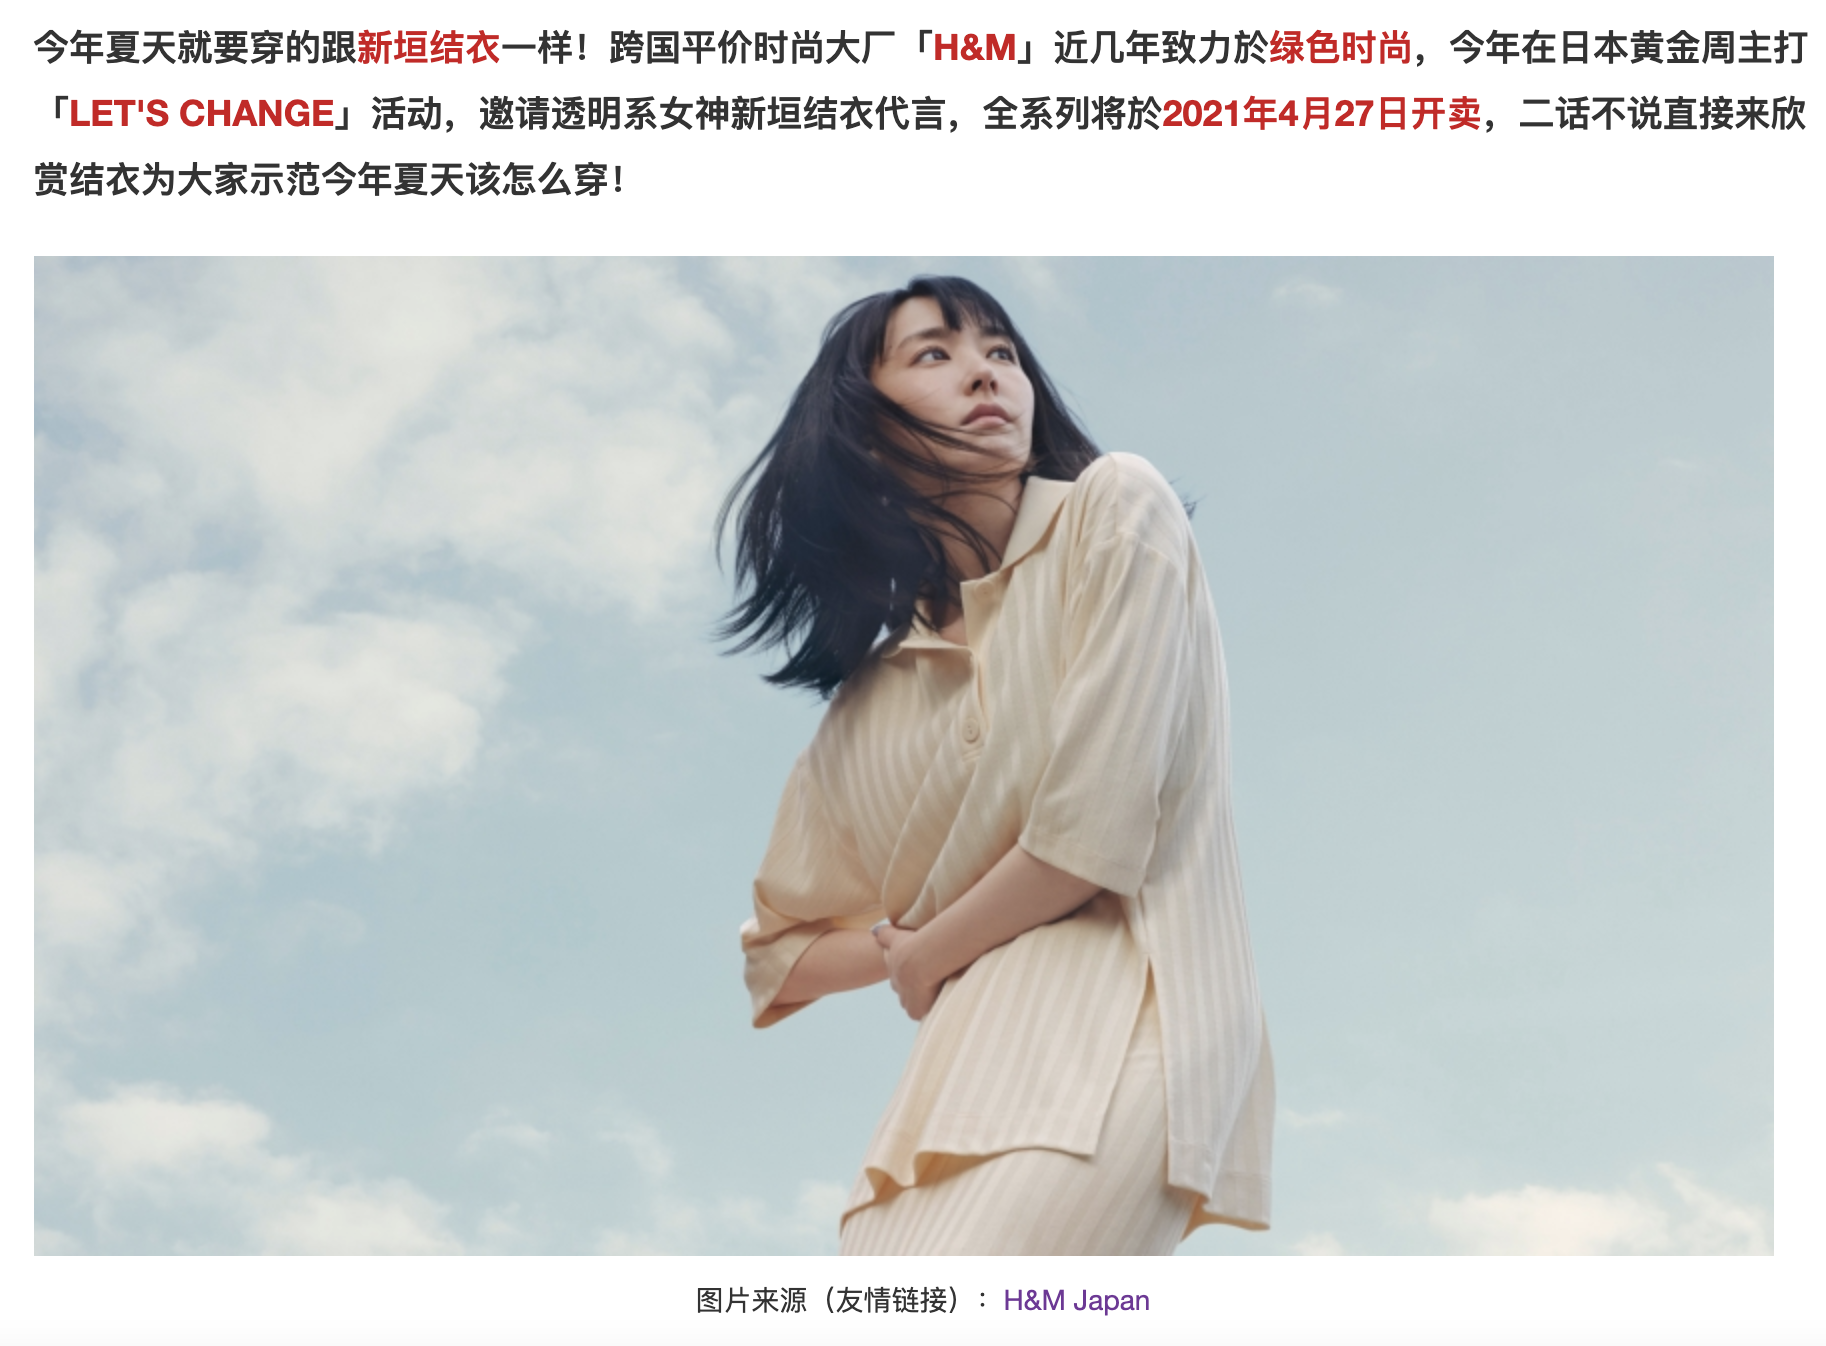 今年夏天就要穿的跟新垣结衣一样！跨国平价时尚大厂「H&M」近几年致力於绿色时尚，今年在日本黄金周主打
「LET'S CHANGE」活动，邀请透明系女神新垣结衣代言，全系列将於2021年4月27日开卖，二话不说直接来欣
赏结衣为大家示范今年夏天该怎么穿！
图片来源（友情链接）：H&M Japan